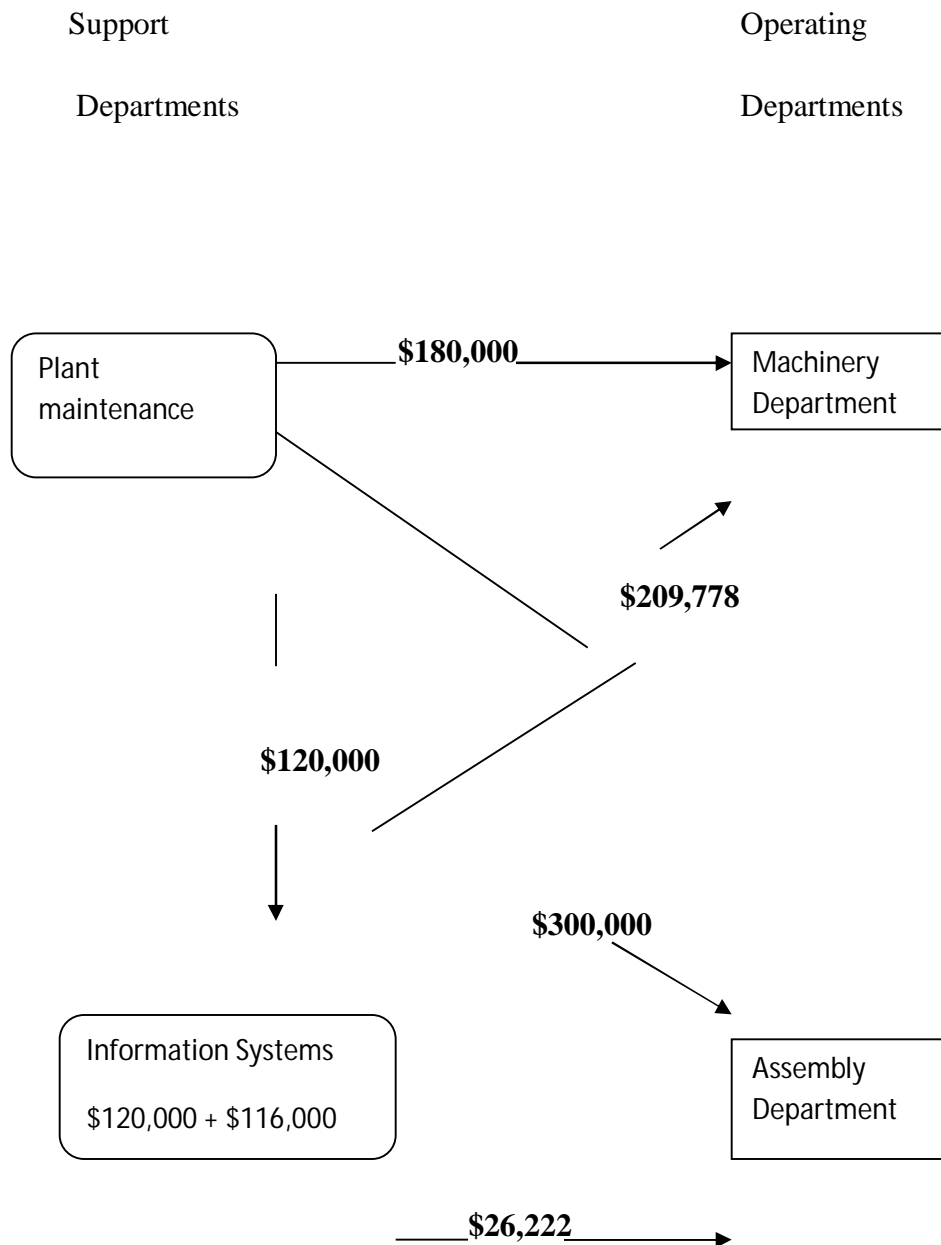 Support
Operating
Departments
Departments
$180,000
Plant
maintenance
Machinery
Department
$209,778
$120,000
$300,000
Information Systems
$120,000 + $116,000
Assembly
Department
$26,222